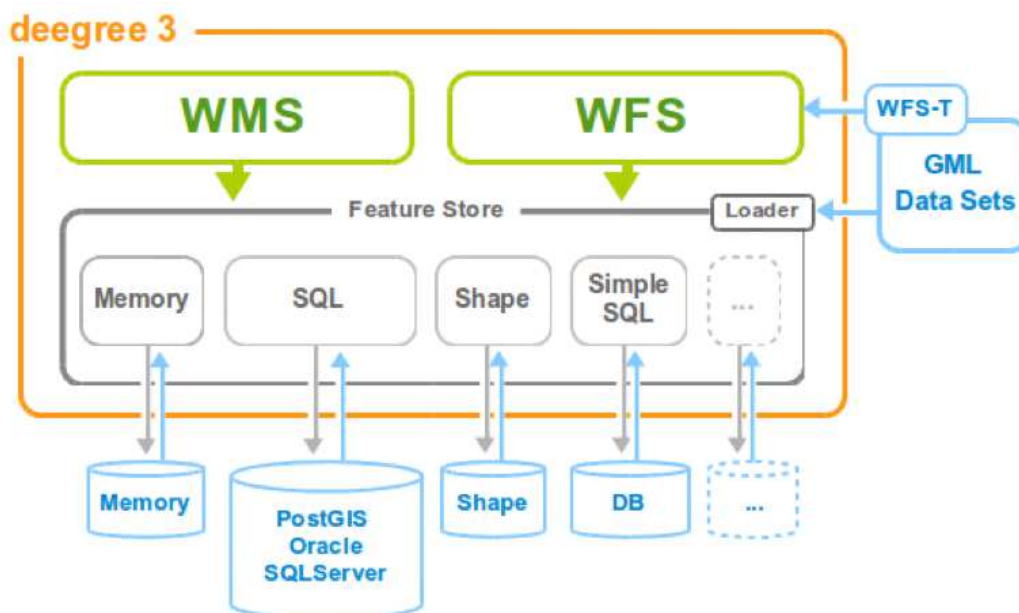 deegree 3
WMS
WFS
WFS-T
GML
Data Sets
Feature Store
Loader
Memory
SQL
Shape
Simple
SQL
...
Memory
PostGIS
Oracle
SQLServer
Shape
DB
...